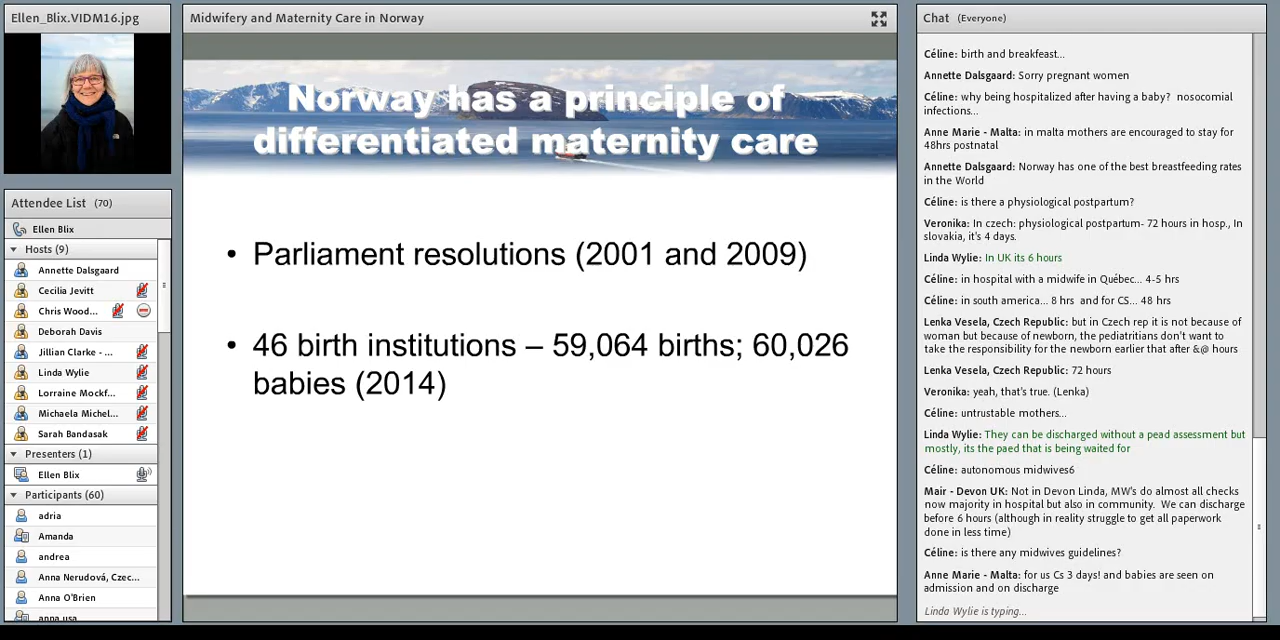 Ellen_Blix.VIDM16.jpg
Attendee List (70)
Ellen Blix
Hosts (9)
Annette Dalsgaard
Cecilia Jevitt
Chris Wood...
Deborah Davis
Jillian Clarke - ...
Linda Wylie
Lorraine Mockf...
Michaela Michel...
Sarah Bandasak
Presenters (1)
Ellen Blix
Participants (60)
adria
Amanda
andrea
Anna Nerudová, Czec...
Anna O'Brien
anna usa
Midwifery and Maternity Care in Norway
Norway has a principle of
differentiated maternity care
• Parliament resolutions (2001 and 2009)
• 46 birth institutions – 59,064 births; 60,026
babies (2014)
Chat (Everyone)
Céline: birth and breakfast...
Annette Dalsgaard: Sorry pregnant women
Céline: why being hospitalized after having a baby? nosocomial
infections...
Anne Marie - Malta: in malta mothers are encouraged to stay for
48hrs postnatal
Annette Dalsgaard: Norway has one of the best breastfeeding rates
in the World
Céline: is there a physiological postpartum?
Veronika: In czech: physiological postpartum- 72 hours in hosp., In
slovakia, it's 4 days.
Linda Wylie: In UK its 6 hours
Céline: in hospital with a midwife in Québec... 4-5 hrs
Céline: in south america... 8 hrs and for CS... 48 hrs
Lenka Vesela, Czech Republic: but in Czech rep it is not because of
woman but because of newborn, the pediatritians don't want to
take the responsibility for the newborn earlier that after &@ hours
Lenka Vesela, Czech Republic: 72 hours
Veronika: yeah, that's true. (Lenka)
Céline: untrustable mothers...
Linda Wylie: They can be discharged without a pead assessment but
mostly, its the paed that is being waited for
Céline: autonomous midwives6
Mair - Devon UK: Not in Devon Linda, MW's do almost all checks
now majority in hospital but also in community. We can discharge
before 6 hours (although in reality struggle to get all paperwork
done in less time)
Céline: is there any midwives guidelines?
Anne Marie - Malta: for us Cs 3 days! and babies are seen on
admission and on discharge
Linda Wylie is typing...